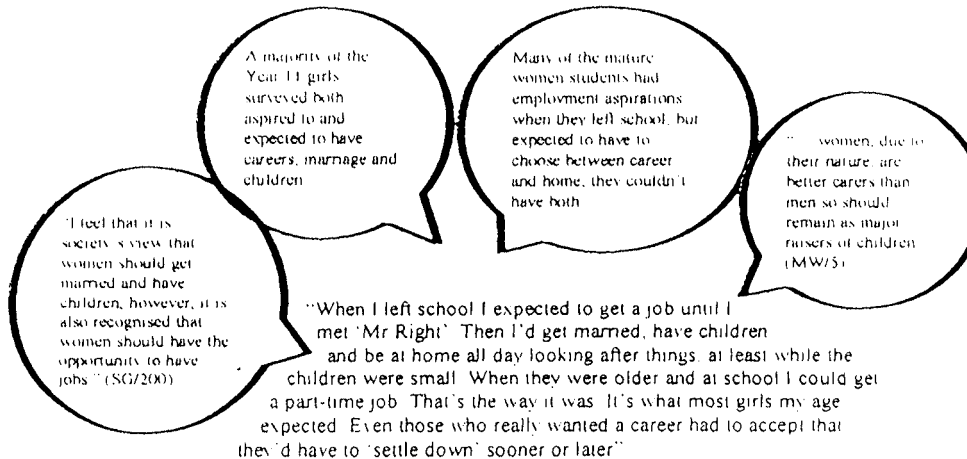 "I feel that it is
society's view that
women should get
married and have
children, however, it is
also recognised that
women should have the
opportunity to have
jobs" (SG/200)
A majority of the
Year 11 girls
surveyed both
aspired to and
expected to have
careers, marriage and
children
Many of the mature
women students had
employment aspirations
when they left school, but
expected to have to
choose between career
and home, they couldn't
have both
" women, due to
their nature, are
better carers than
men so should
remain as major
raisers of children
(MW/5)
"When I left school I expected to get a job until I
met 'Mr Right' Then I'd get married, have children
and be at home all day looking after things, at least while the
children were small When they were older and at school I could get
a part-time job That's the way it was It's what most girls my age
expected Even those who really wanted a career had to accept that
they'd have to 'settle down' sooner or later"